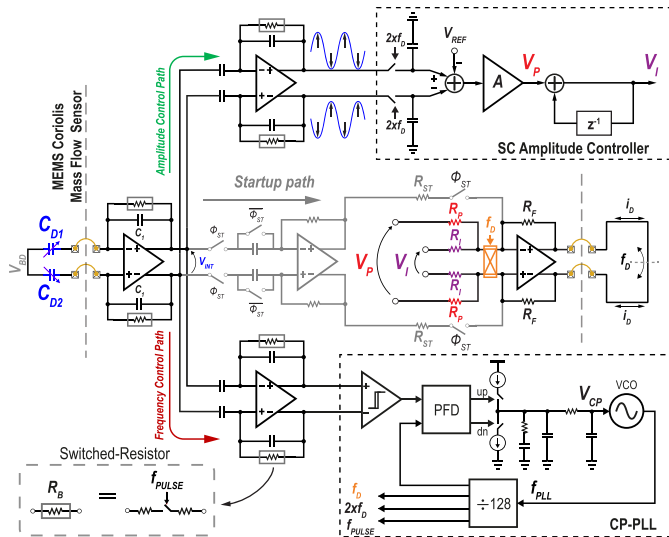 2xf_D
V_REF
−
+
−
−
+
+
−
A
V_P
+
V_I
2xf_D
z⁻¹
SC Amplitude Controller
MEMS Coriolis
Mass Flow Sensor
Amplitude Control Path
Startup path
R_ST
Φ_ST
C_D1
V_BD
C_D2
C_1
−
+
+
−
C_1
V_INT
Φ_ST
Φ_ST
Φ_ST
Φ_ST
−
+
+
−
V_P
V_I
R_P
R_I
R_I
R_P
f_D
R_F
−
+
+
−
R_F
i_D
f_D
i_D
R_ST
Φ_ST
Frequency Control Path
−
+
+
−
PFD
up
dn
V_CP
VCO
÷128
f_PLL
f_D
2xf_D
f_PULSE
CP-PLL
Switched-Resistor
R_B
=
f_PULSE